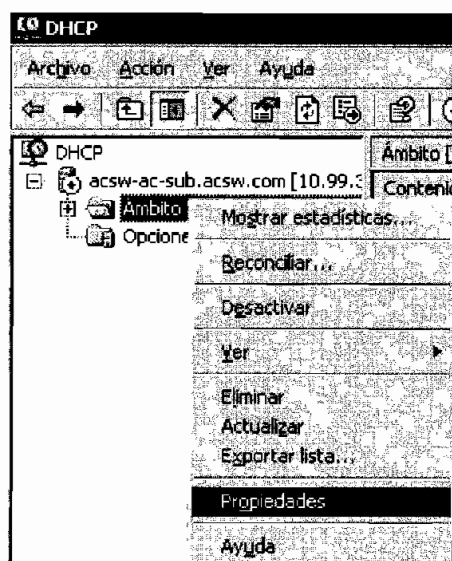 DHCP
Archivo Acción Ver Ayuda
DHCP
Ámbito [
acsw-ac-sub.acsw.com [10.99.3
Conteni
Ámbito
Opcione
Mostrar estadísticas...
Reconciliar...
Desactivar
Ver
Eliminar
Actualizar
Exportar lista...
Propiedades
Ayuda